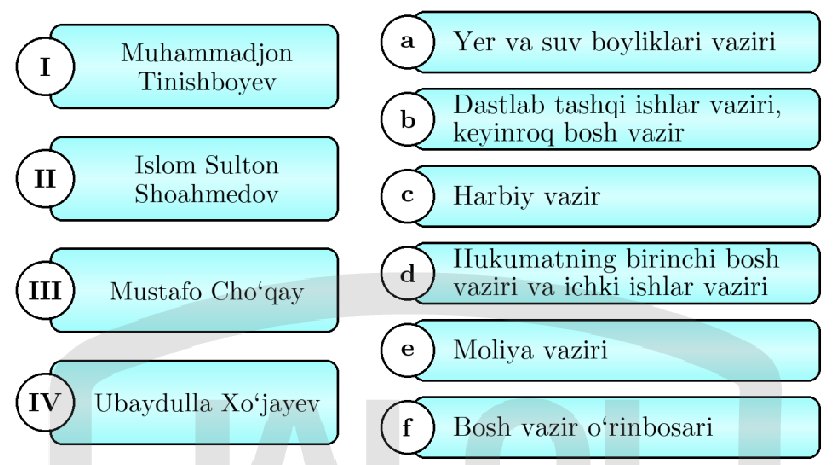 I
Muhammadjon
Tinishboyev
II
Islom Sulton
Shoahmedov
III
Mustafo Cho‘qay
IV
Ubaydulla Xo‘jayev
a
Yer va suv boyliklari vaziri
b
Dastlab tashqi ishlar vaziri,
keyinroq bosh vazir
c
Harbiy vazir
d
Hukumatning birinchi bosh
vaziri va ichki ishlar vaziri
e
Moliya vaziri
f
Bosh vazir o‘rinbosari